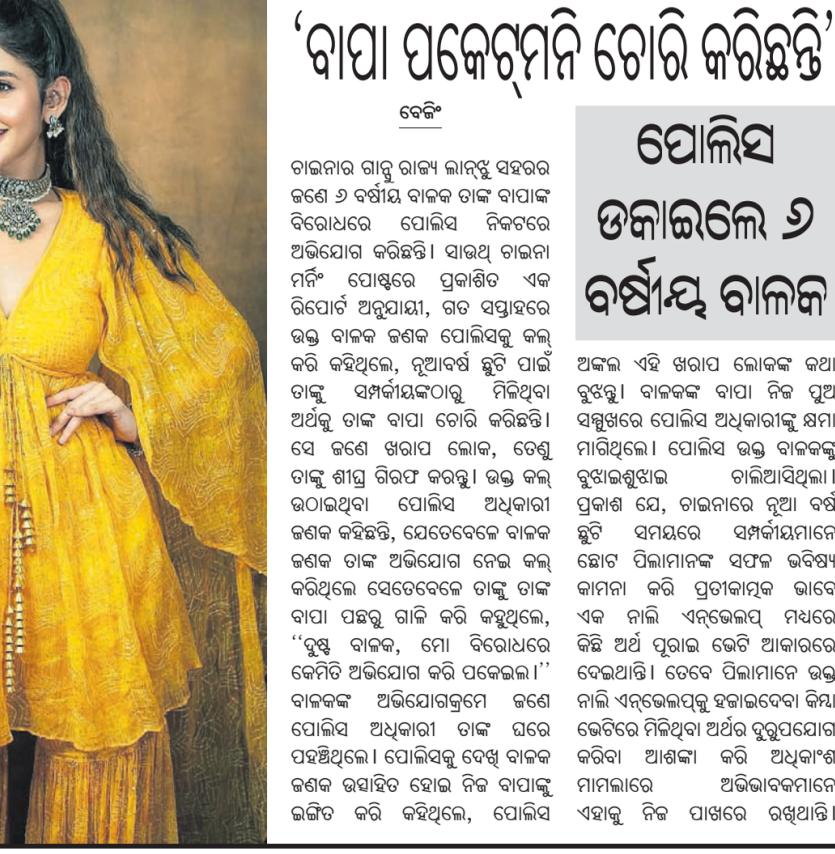 ‘ବାପା ପକେଟ୍‌ମନି ଚୋରି କରିଛନ୍ତି’
ବେଜିଂ
ପୋଲିସ
ଡକାଇଲେ ୬
ବର୍ଷୀୟ ବାଳକ
ଚାଇନାର ଗାନ୍ସୁ ରାଜ୍ୟ ଲାନ୍‌ଝୁ ସହରର
ଜଣେ ୬ ବର୍ଷୀୟ ବାଳକ ତାଙ୍କ ବାପାଙ୍କ
ବିରୋଧରେ ପୋଲିସ ନିକଟରେ
ଅଭିଯୋଗ କରିଛନ୍ତି। ସାଉଥ୍ ଚାଇନା
ମର୍ନିଂ ପୋଷ୍ଟରେ ପ୍ରକାଶିତ ଏକ
ରିପୋର୍ଟ ଅନୁଯାୟୀ, ଗତ ସପ୍ତାହରେ
ଉକ୍ତ ବାଳକ ଜଣକ ପୋଲିସକୁ କଲ୍
କରି କହିଥିଲେ, ନୂଆବର୍ଷ ଛୁଟି ପାଇଁ
ତାଙ୍କୁ ସମ୍ପର୍କୀୟଙ୍କଠାରୁ ମିଳିଥିବା
ଅର୍ଥକୁ ତାଙ୍କ ବାପା ଚୋରି କରିଛନ୍ତି।
ସେ ଜଣେ ଖରାପ ଲୋକ, ତେଣୁ
ତାଙ୍କୁ ଶୀଘ୍ର ଗିରଫ କରନ୍ତୁ। ଉକ୍ତ କଲ୍
ଉଠାଇଥିବା ପୋଲିସ ଅଧିକାରୀ
ଜଣକ କହିଛନ୍ତି, ଯେତେବେଳେ ବାଳକ
ଜଣକ ତାଙ୍କ ଅଭିଯୋଗ ନେଇ କଲ୍
କରିଥିଲେ ସେତେବେଳେ ତାଙ୍କୁ ତାଙ୍କ
ବାପା ପଛରୁ ଗାଳି କରି କହୁଥିଲେ,
‘‘ଦୁଷ୍ଟ ବାଳକ, ମୋ ବିରୋଧରେ
କେମିତି ଅଭିଯୋଗ କରି ପକେଇଲ।’’
ବାଳକଙ୍କ ଅଭିଯୋଗକ୍ରମେ ଜଣେ
ପୋଲିସ ଅଧିକାରୀ ତାଙ୍କ ଘରେ
ପହଞ୍ଚିଥିଲେ। ପୋଲିସକୁ ଦେଖି ବାଳକ
ଜଣକ ଉତ୍ସାହିତ ହୋଇ ନିଜ ବାପାଙ୍କୁ
ଇଙ୍ଗିତ କରି କହିଥିଲେ, ପୋଲିସ
ଅଙ୍କଲ ଏହି ଖରାପ ଲୋକଙ୍କ କଥା
ବୁଝନ୍ତୁ। ବାଳକଙ୍କ ବାପା ନିଜ ପୁଅ
ସମ୍ମୁଖରେ ପୋଲିସ ଅଧିକାରୀଙ୍କୁ କ୍ଷମା
ମାଗିଥିଲେ। ପୋଲିସ ଉକ୍ତ ବାଳକଙ୍କୁ
ବୁଝାଇଶୁଝାଇ ଚାଲିଆସିଥିଲା।
ପ୍ରକାଶ ଯେ, ଚାଇନାରେ ନୂଆ ବର୍ଷ
ଛୁଟି ସମୟରେ ସମ୍ପର୍କୀୟମାନେ
ଛୋଟ ପିଲାମାନଙ୍କ ସଫଳ ଭବିଷ୍ୟ
କାମନା କରି ପ୍ରତୀକାତ୍ମକ ଭାବେ
ଏକ ନାଲି ଏନ୍‌ଭେଲପ୍ ମଧ୍ୟରେ
କିଛି ଅର୍ଥ ପୂରାଇ ଭେଟି ଆକାରରେ
ଦେଇଥାନ୍ତି। ତେବେ ପିଲାମାନେ ଉକ୍ତ
ନାଲି ଏନ୍‌ଭେଲପ୍‌କୁ ହଜାଇଦେବା କିମ୍ବା
ଭେଟିରେ ମିଳିଥିବା ଅର୍ଥର ଦୁରୁପଯୋଗ
କରିବା ଆଶଙ୍କା କରି ଅଧିକାଂଶ
ମାମଲାରେ ଅଭିଭାବକମାନେ
ଏହାକୁ ନିଜ ପାଖରେ ରଖିଥାନ୍ତି।